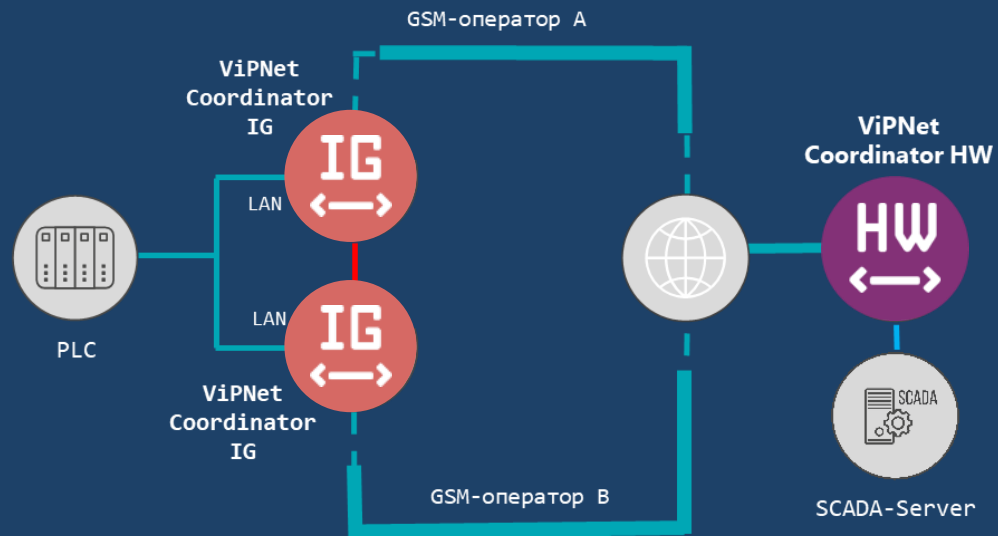 GSM-оператор A
ViPNet
Coordinator
IG
IG
LAN
PLC
LAN
IG
ViPNet
Coordinator
IG
GSM-оператор B
ViPNet
Coordinator HW
HW
SCADA
SCADA-Server